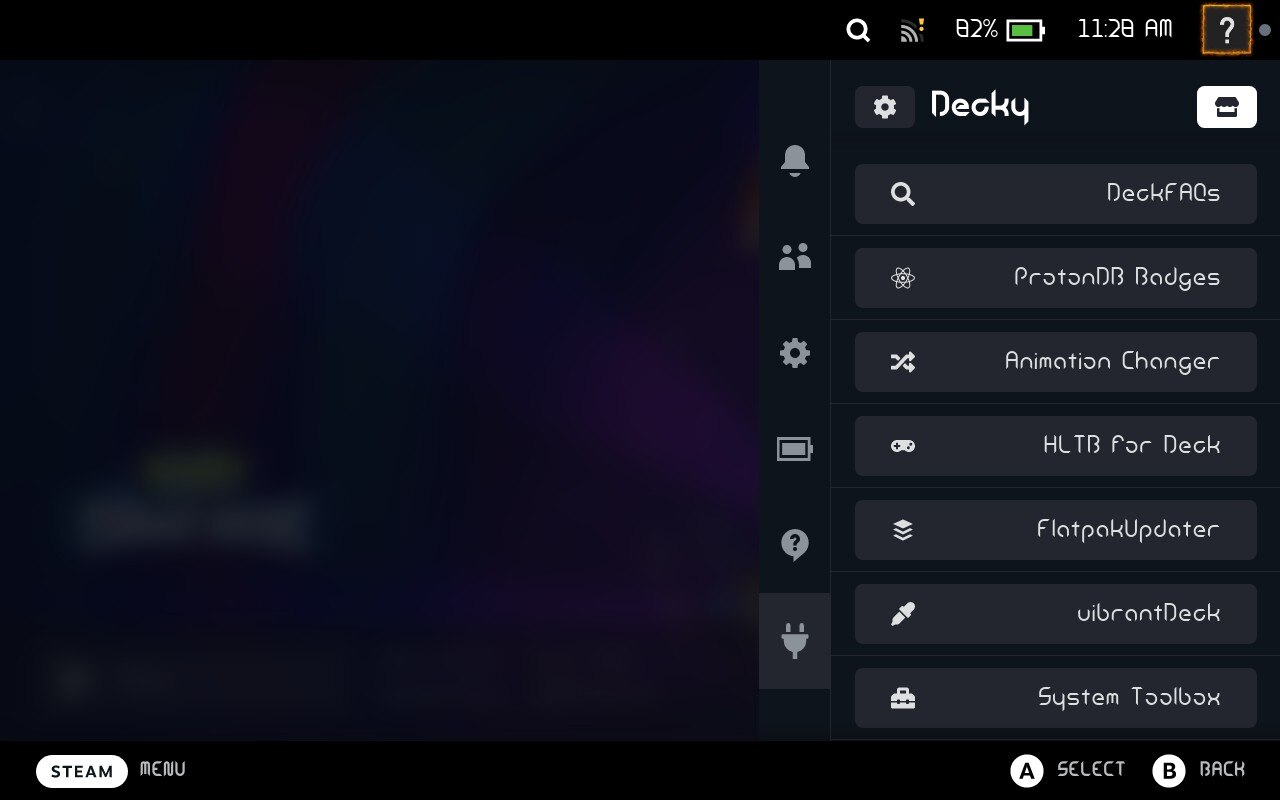 82%
11:28 AM
?
Decky
DeckFAQs
ProtonDB Badges
Animation Changer
HLTB for Deck
FlatpakUpdater
vibrantDeck
System Toolbox
STEAM MENU
A SELECT B BACK